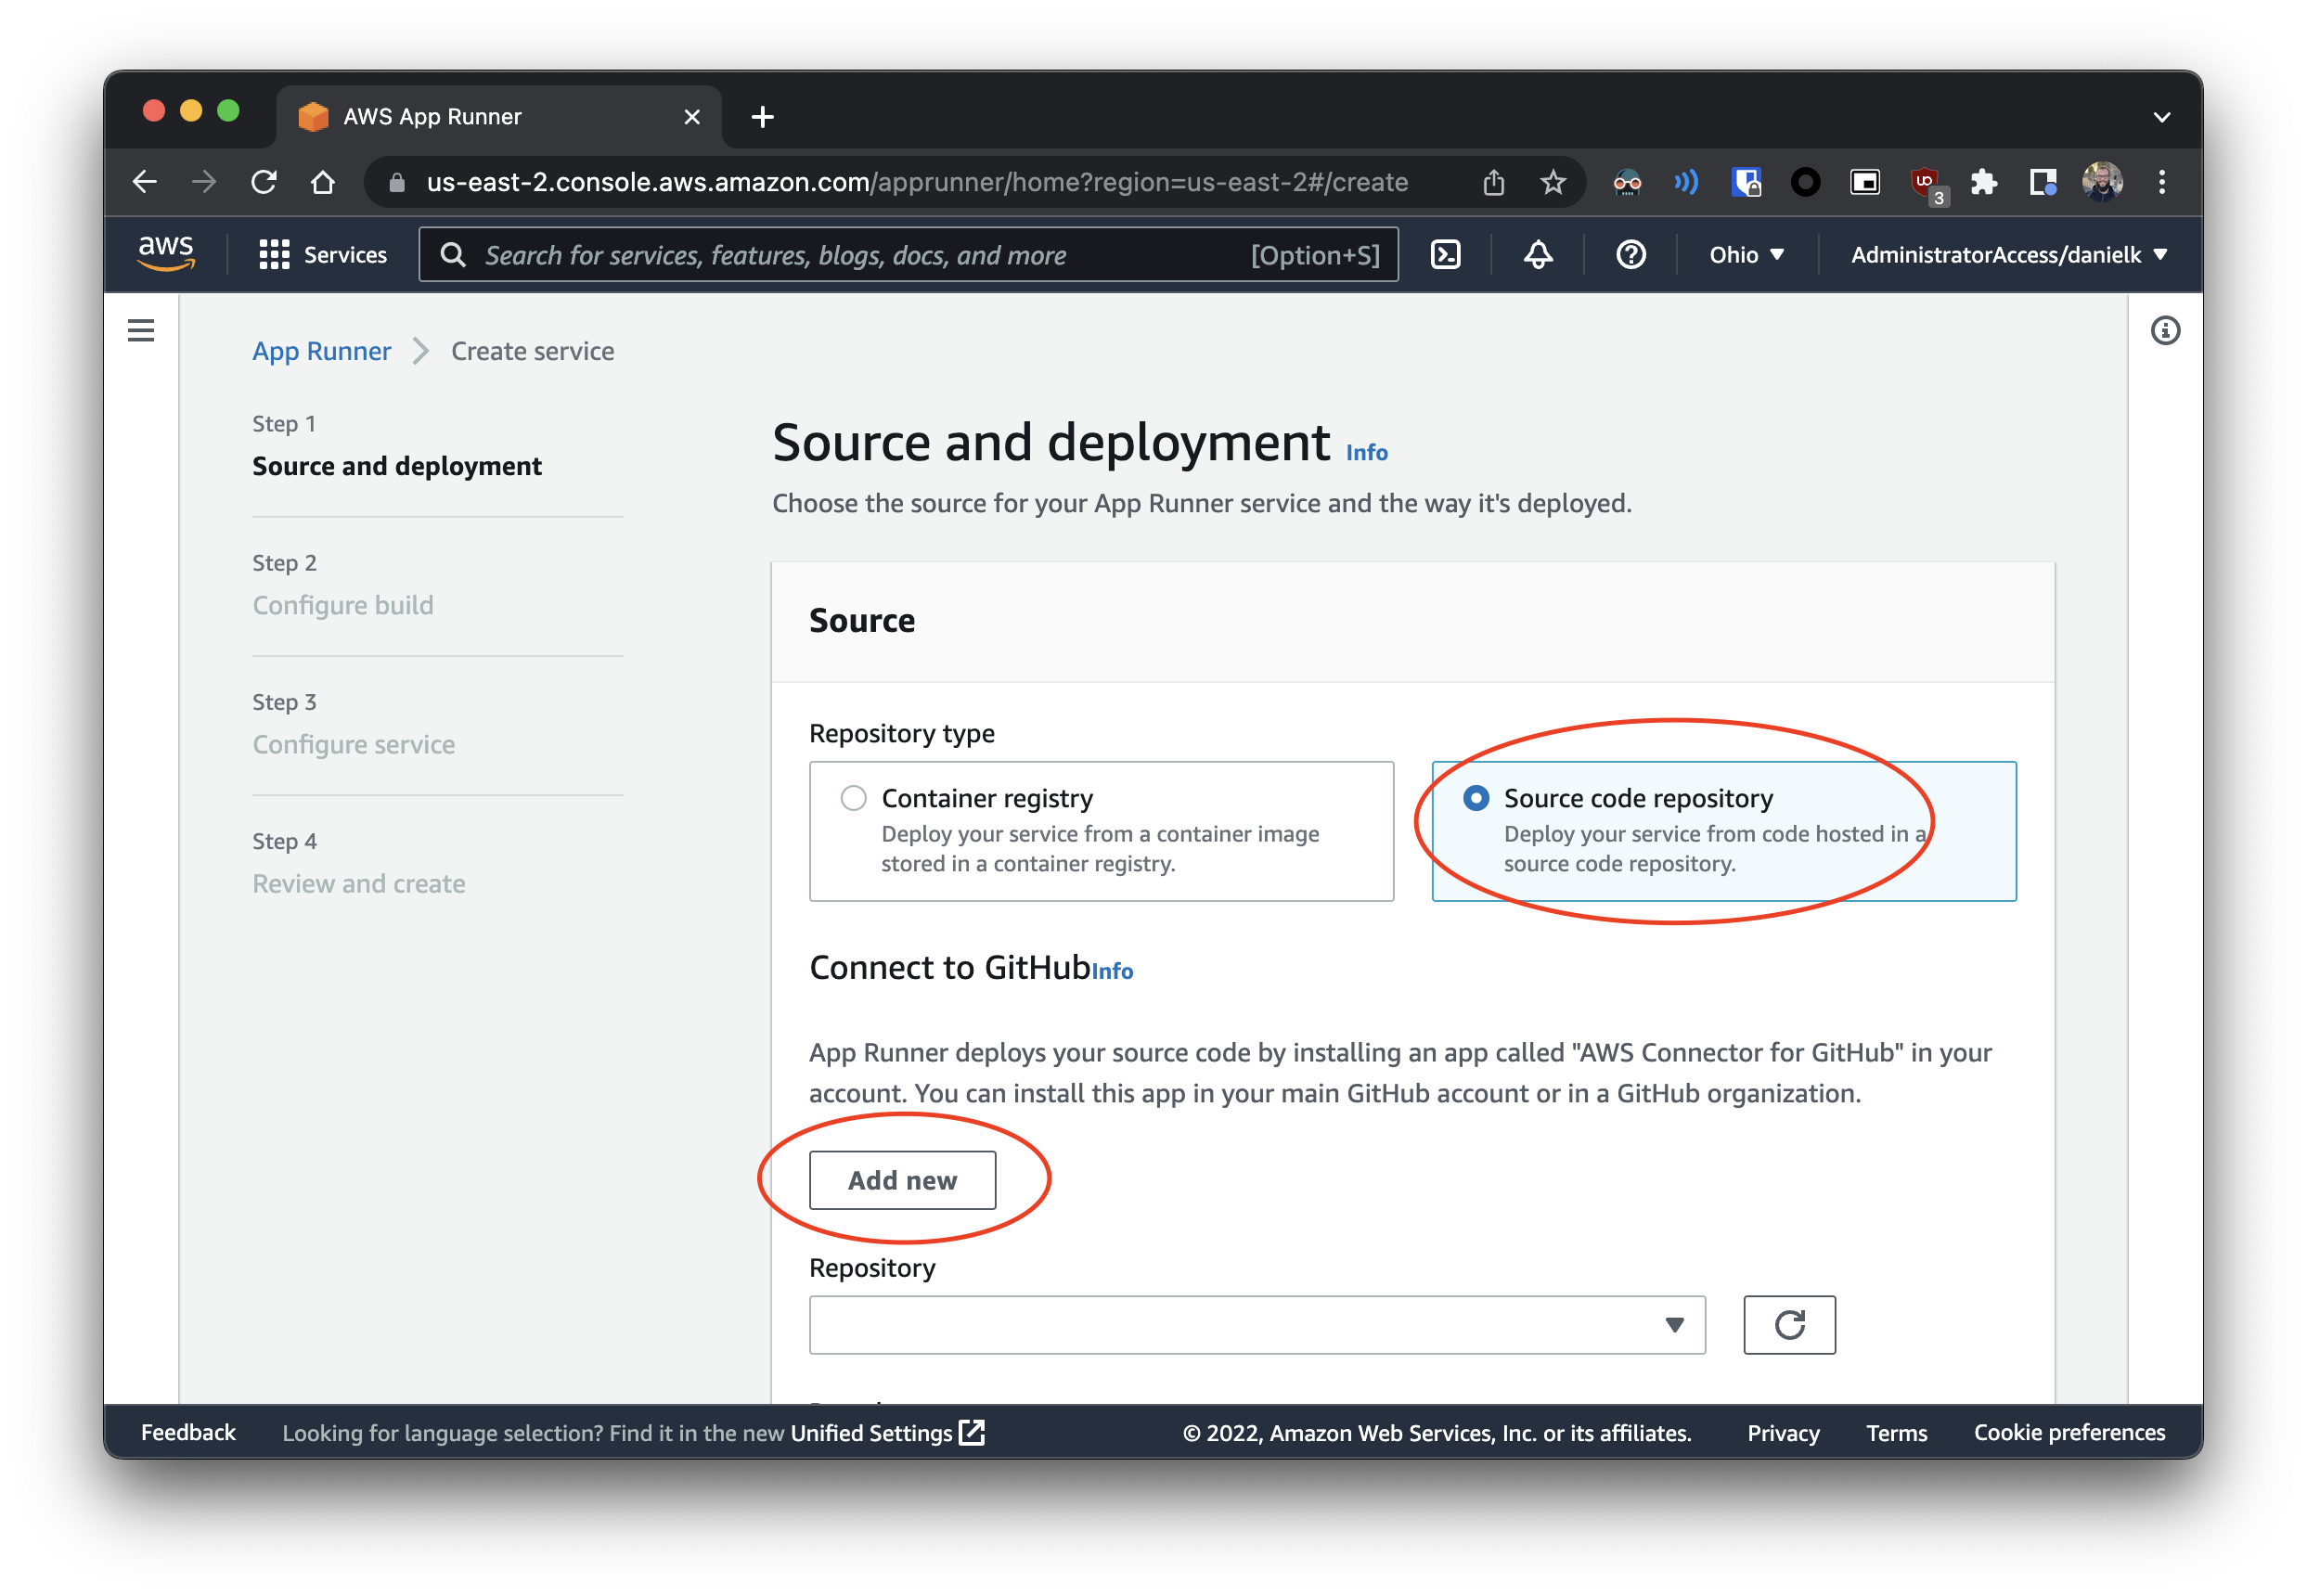 AWS App Runner
us-east-2.console.aws.amazon.com/apprunner/home?region=us-east-2#/create
3
aws
Services
Search for services, features, blogs, docs, and more
[Option+S]
Ohio
AdministratorAccess/danielk
App Runner
Create service
Step 1
Source and deployment
Step 2
Configure build
Step 3
Configure service
Step 4
Review and create
Source and deployment Info
Choose the source for your App Runner service and the way it's deployed.
Source
Repository type
Container registry
Deploy your service from a container image
stored in a container registry.
Source code repository
Deploy your service from code hosted in a
source code repository.
Connect to GitHubInfo
App Runner deploys your source code by installing an app called "AWS Connector for GitHub" in your
account. You can install this app in your main GitHub account or in a GitHub organization.
Add new
Repository
Feedback
Looking for language selection? Find it in the new Unified Settings
© 2022, Amazon Web Services, Inc. or its affiliates.
Privacy
Terms
Cookie preferences